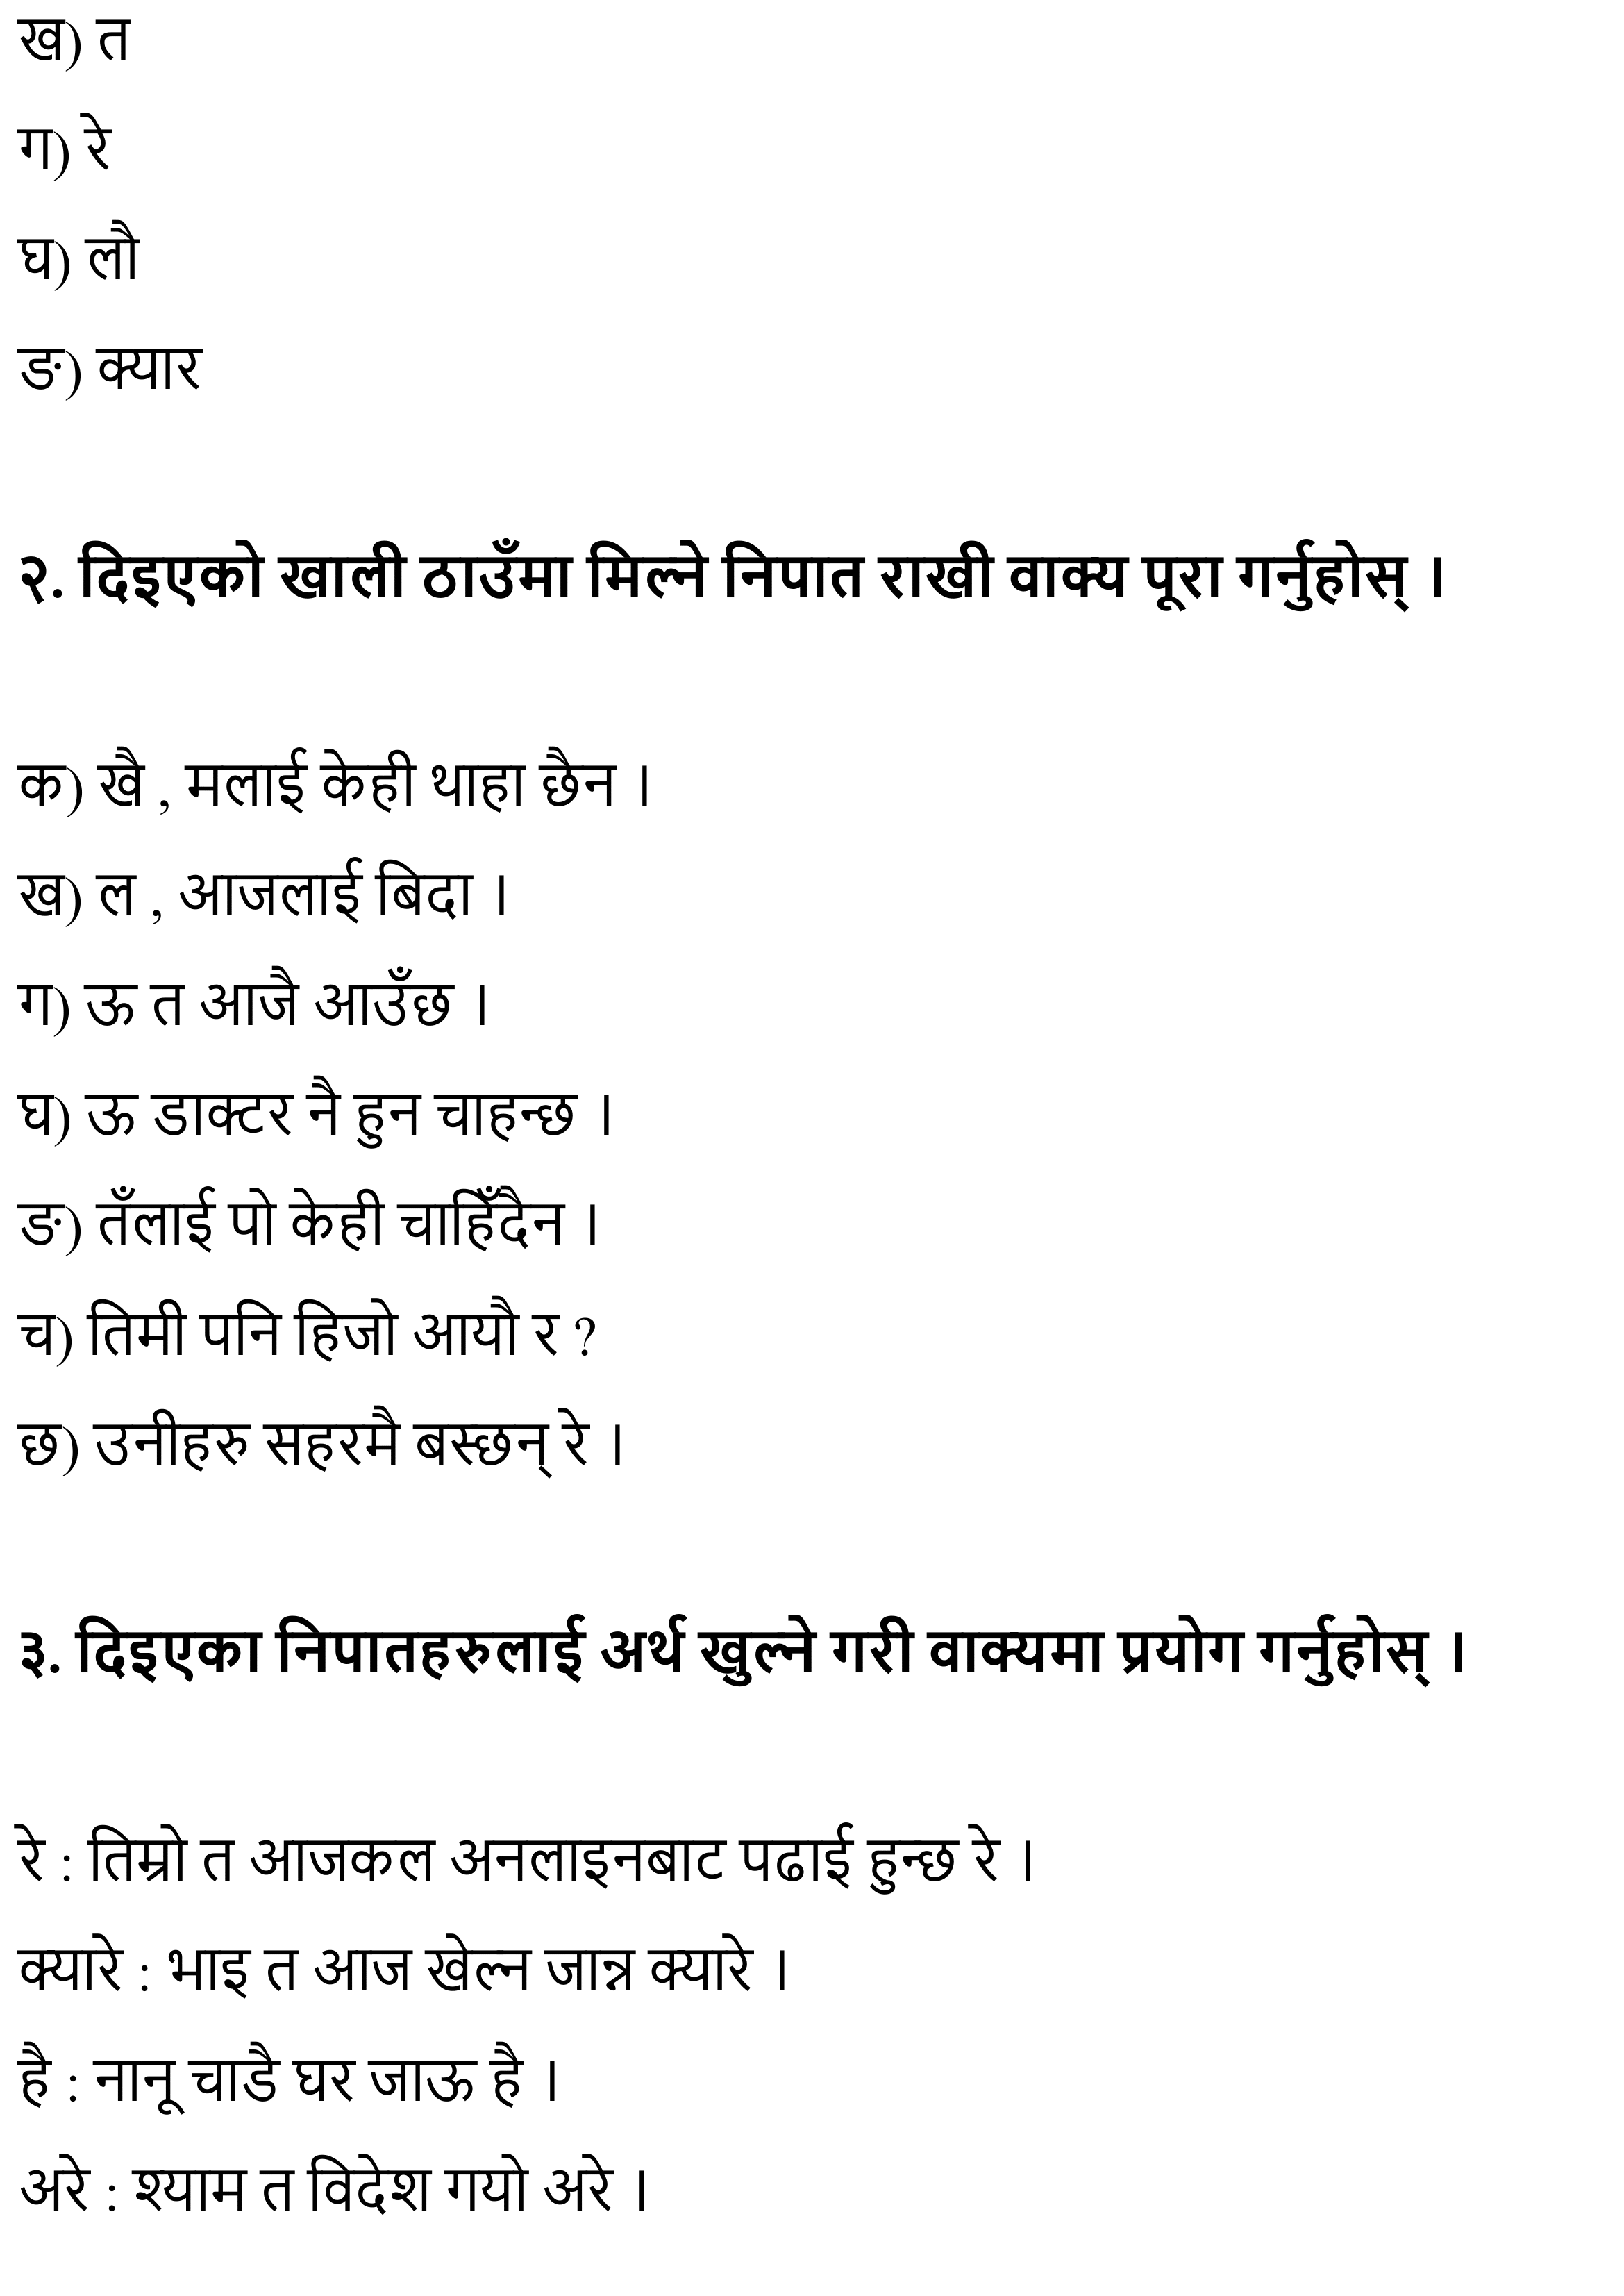 ख) त
ग) रे
घ) लौ
ङ) क्यार
२. दिइएको खाली ठाउँमा मिल्ने निपात राखी वाक्य पूरा गर्नुहोस् ।
क) खै , मलाई केही थाहा छैन ।
ख) ल , आजलाई बिदा ।
ग) ऊ त आजै आउँछ ।
घ) ऊ डाक्टर नै हुन चाहन्छ ।
ङ) तँलाई पो केही चाहिँदैन ।
च) तिमी पनि हिजो आयौ र ?
छ) उनीहरु सहरमै बस्छन् रे ।
३. दिइएका निपातहरुलाई अर्थ खुल्ने गरी वाक्यमा प्रयोग गर्नुहोस् ।
रे : तिम्रो त आजकल अनलाइनबाट पढाई हुन्छ रे ।
क्यारे : भाइ त आज खेल्न जान्न क्यारे ।
है : नानू चाडै घर जाऊ है ।
अरे : श्याम त विदेश गयो अरे ।